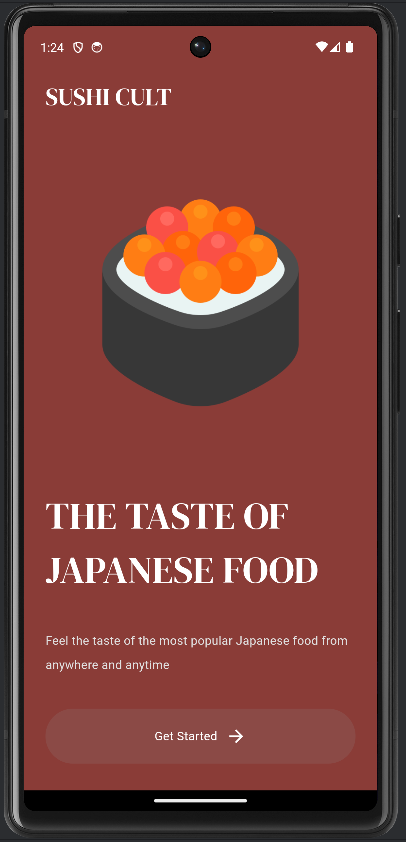 1:24
SUSHI CULT
THE TASTE OF
JAPANESE FOOD
Feel the taste of the most popular Japanese food from
anywhere and anytime
Get Started